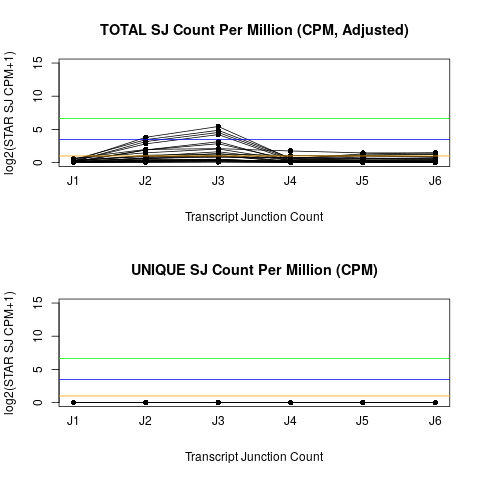 TOTAL SJ Count Per Million (CPM, Adjusted)
log2(STAR SJ CPM+1)
15
10
5
0
J1 J2 J3 J4 J5 J6
Transcript Junction Count
UNIQUE SJ Count Per Million (CPM)
log2(STAR SJ CPM+1)
15
10
5
0
J1 J2 J3 J4 J5 J6
Transcript Junction Count